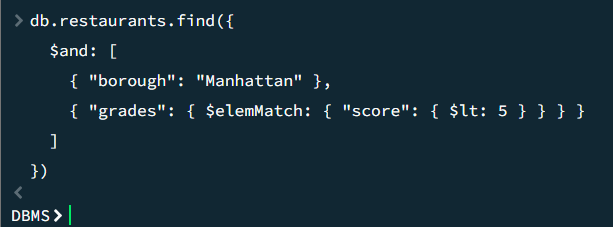 > db.restaurants.find({
$and: [
{ "borough": "Manhattan" },
{ "grades": { $elemMatch: { "score": { $lt: 5 } } } }
]
})
<
DBMS>